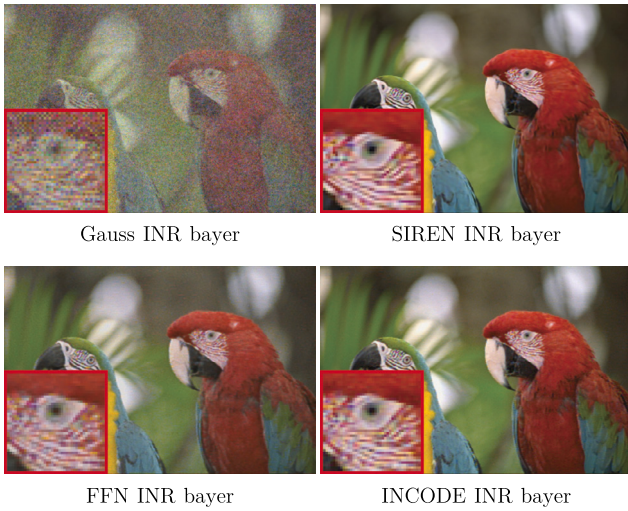 Gauss INR bayer
SIREN INR bayer
FFN INR bayer
INCODE INR bayer